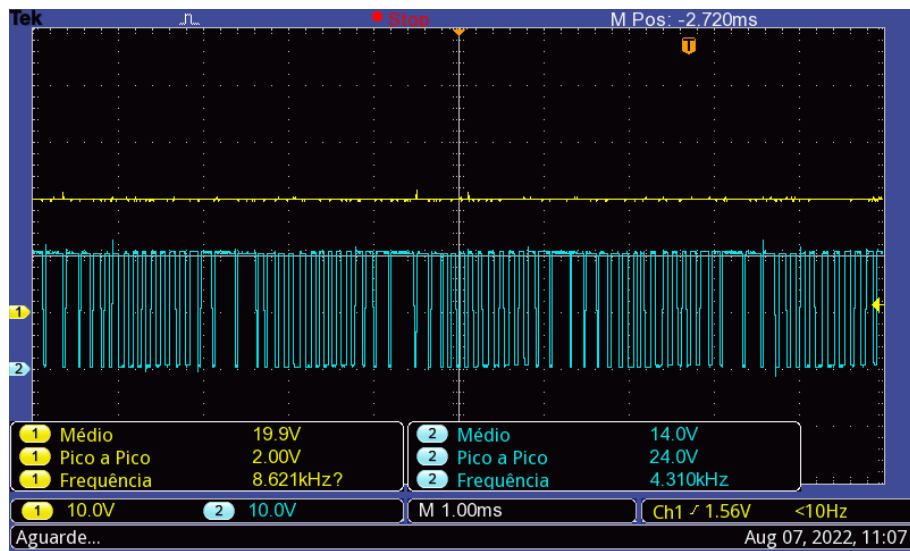 Tek Stop M Pos: -2.720ms
T
1
2
1 Médio 19.9V 2 Médio 14.0V
1 Pico a Pico 2.00V 2 Pico a Pico 24.0V
1 Frequência 8.621kHz? 2 Frequência 4.310kHz
1 10.0V 2 10.0V M 1.00ms Ch1 1.56V <10Hz
Aguarde... Aug 07, 2022, 11:07